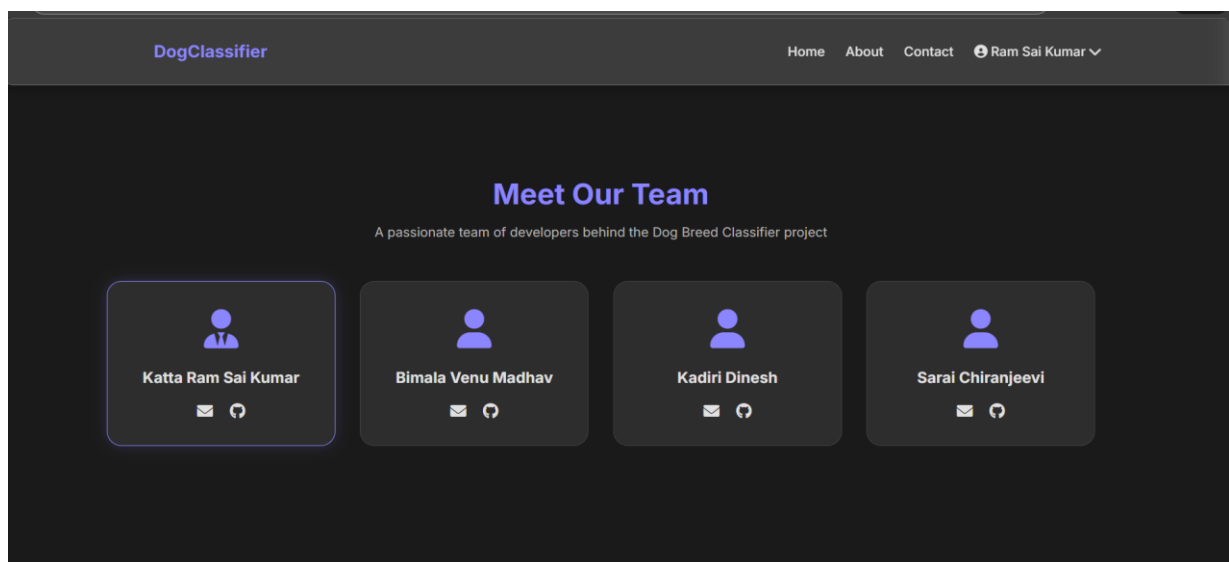 DogClassifier
Home About Contact Ram Sai Kumar
Meet Our Team
A passionate team of developers behind the Dog Breed Classifier project
Katta Ram Sai Kumar
Bimala Venu Madhav
Kadiri Dinesh
Sarai Chiranjeevi